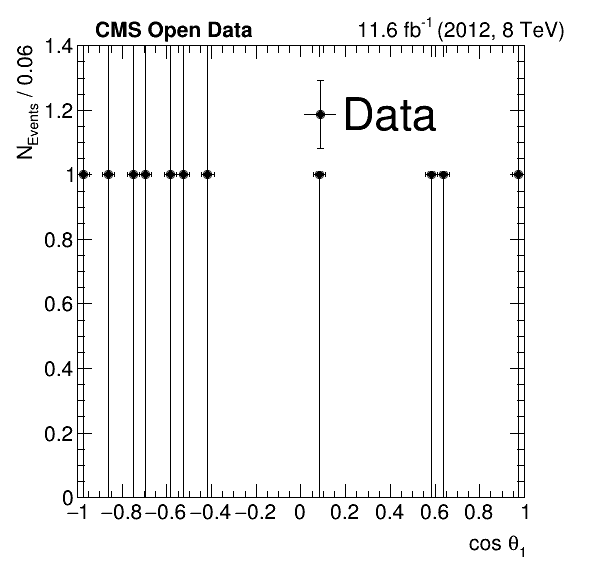 CMS Open Data 11.6 fb⁻¹ (2012, 8 TeV)
N_Events / 0.06
Data
1.4
1.2
1
0.8
0.6
0.4
0.2
0
−1 −0.8 −0.6 −0.4 −0.2 0 0.2 0.4 0.6 0.8 1
cos θ₁